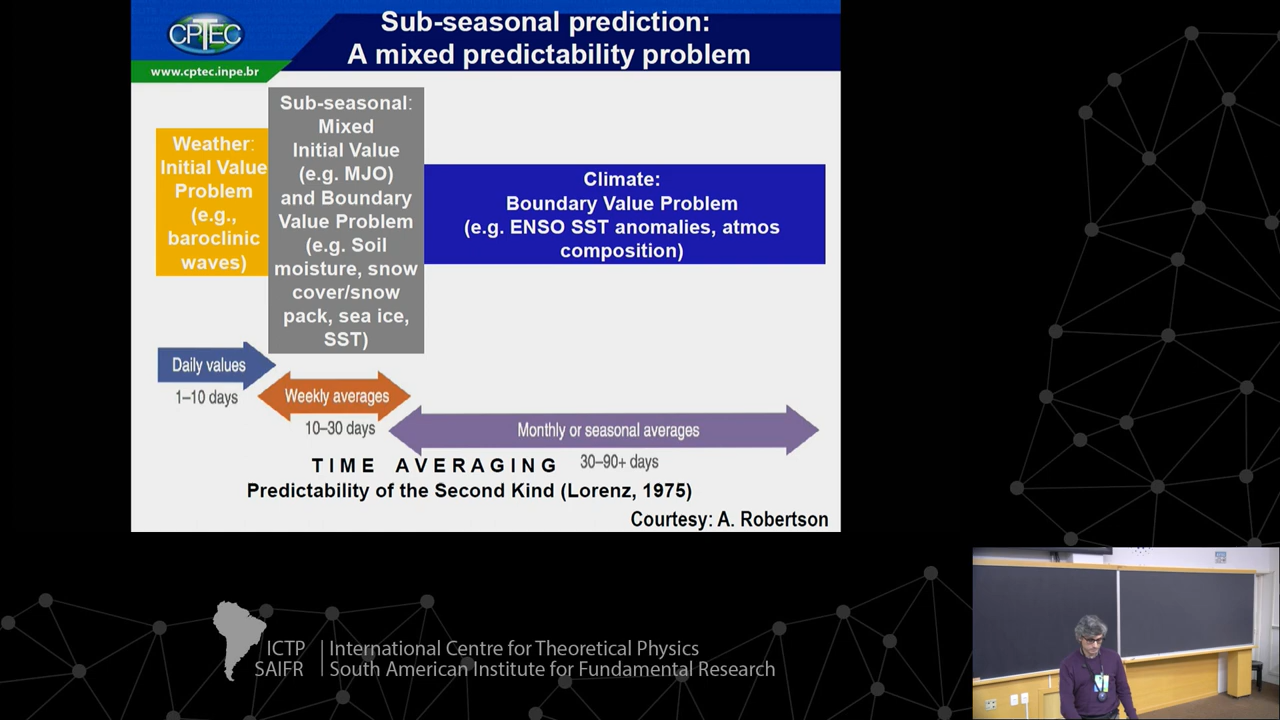 CPTEC
www.cptec.inpe.br
Sub-seasonal prediction:
A mixed predictability problem
Weather:
Initial Value
Problem
(e.g.,
baroclinic
waves)
Sub-seasonal:
Mixed
Initial Value
(e.g. MJO)
and Boundary
Value Problem
(e.g. Soil
moisture, snow
cover/snow
pack, sea ice,
SST)
Climate:
Boundary Value Problem
(e.g. ENSO SST anomalies, atmos
composition)
Daily values
1–10 days
Weekly averages
10–30 days
Monthly or seasonal averages
30–90+ days
TIME AVERAGING
Predictability of the Second Kind (Lorenz, 1975)
Courtesy: A. Robertson
ICTP
SAIFR
International Centre for Theoretical Physics
South American Institute for Fundamental Research